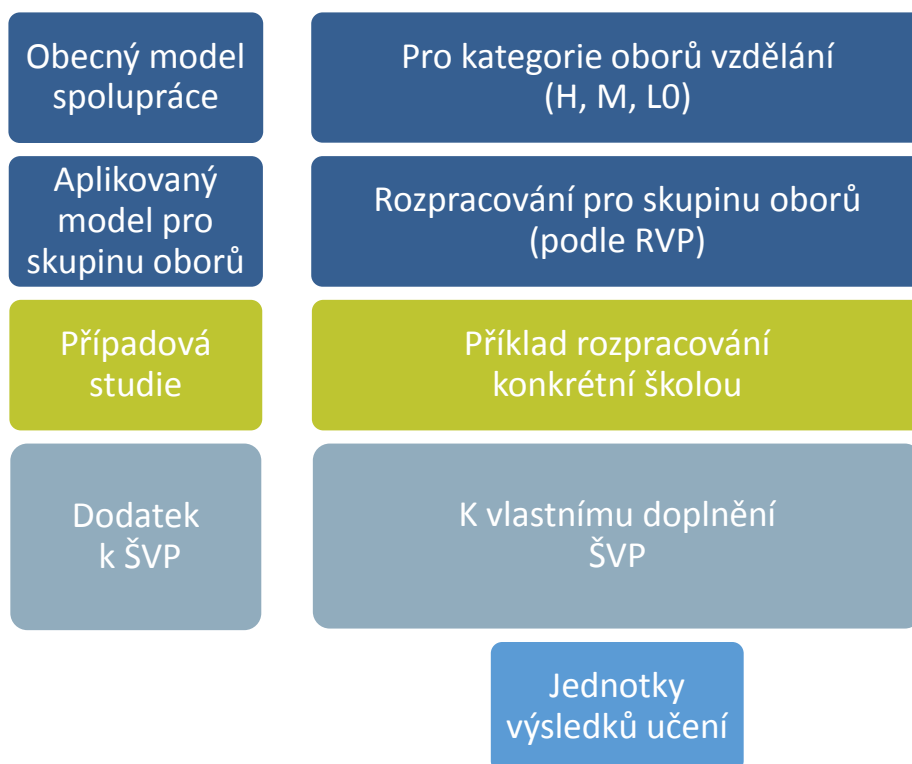 Obecný model
spolupráce
Pro kategorie oborů vzdělání
(H, M, L0)
Aplikovaný
model pro
skupinu oborů
Rozpracování pro skupinu oborů
(podle RVP)
Případová
studie
Příklad rozpracování
konkrétní školou
Dodatek
k ŠVP
K vlastnímu doplnění
ŠVP
Jednotky
výsledků učení